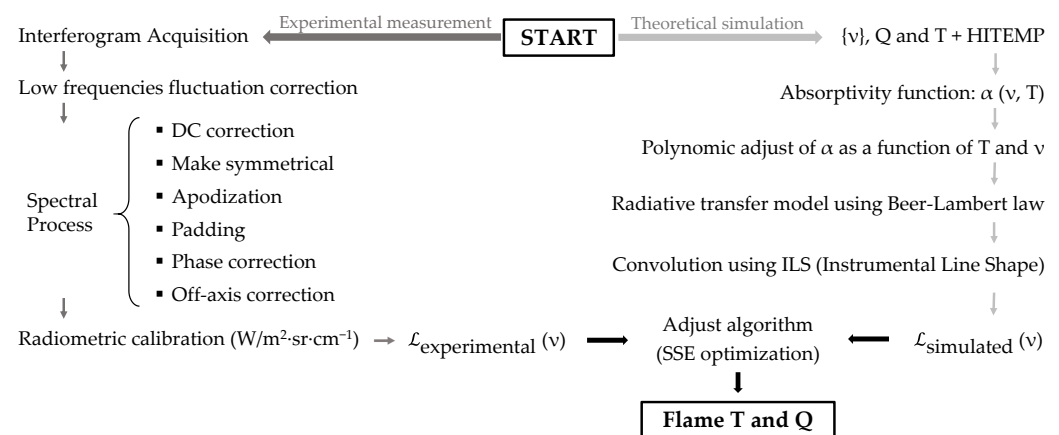 Experimental measurement
START
Theoretical simulation
Interferogram Acquisition
Low frequencies fluctuation correction
Spectral
Process
▪ DC correction
▪ Make symmetrical
▪ Apodization
▪ Padding
▪ Phase correction
▪ Off-axis correction
Radiometric calibration (W/m²·sr·cm⁻¹)
ℒexperimental (ν)
{ν}, Q and T + HITEMP
Absorptivity function: α (ν, T)
Polynomic adjust of α as a function of T and ν
Radiative transfer model using Beer-Lambert law
Convolution using ILS (Instrumental Line Shape)
ℒsimulated (ν)
Adjust algorithm
(SSE optimization)
Flame T and Q